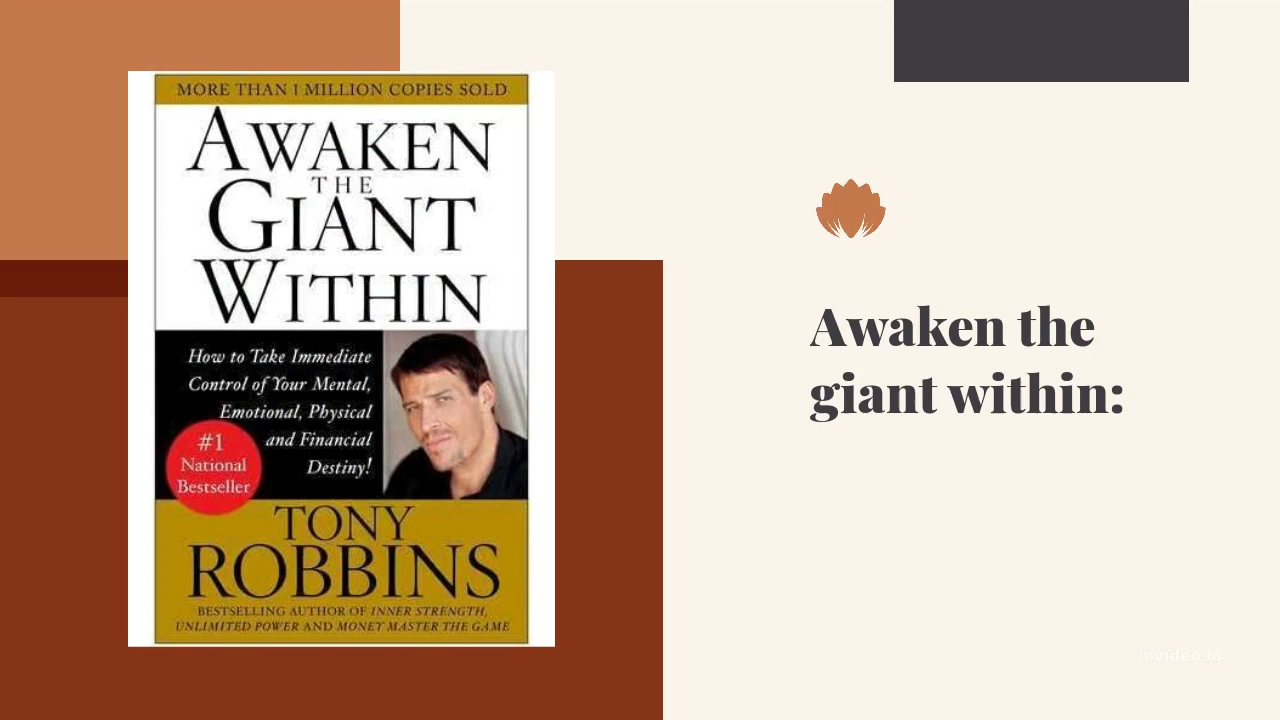 MORE THAN 1 MILLION COPIES SOLD
AWAKEN
THE
GIANT
WITHIN
How to Take Immediate
Control of Your Mental,
Emotional, Physical
and Financial
Destiny!
#1
National
Bestseller
TONY
ROBBINS
BESTSELLING AUTHOR OF INNER STRENGTH,
UNLIMITED POWER AND MONEY MASTER THE GAME
Awaken the
giant within:
invideo.io